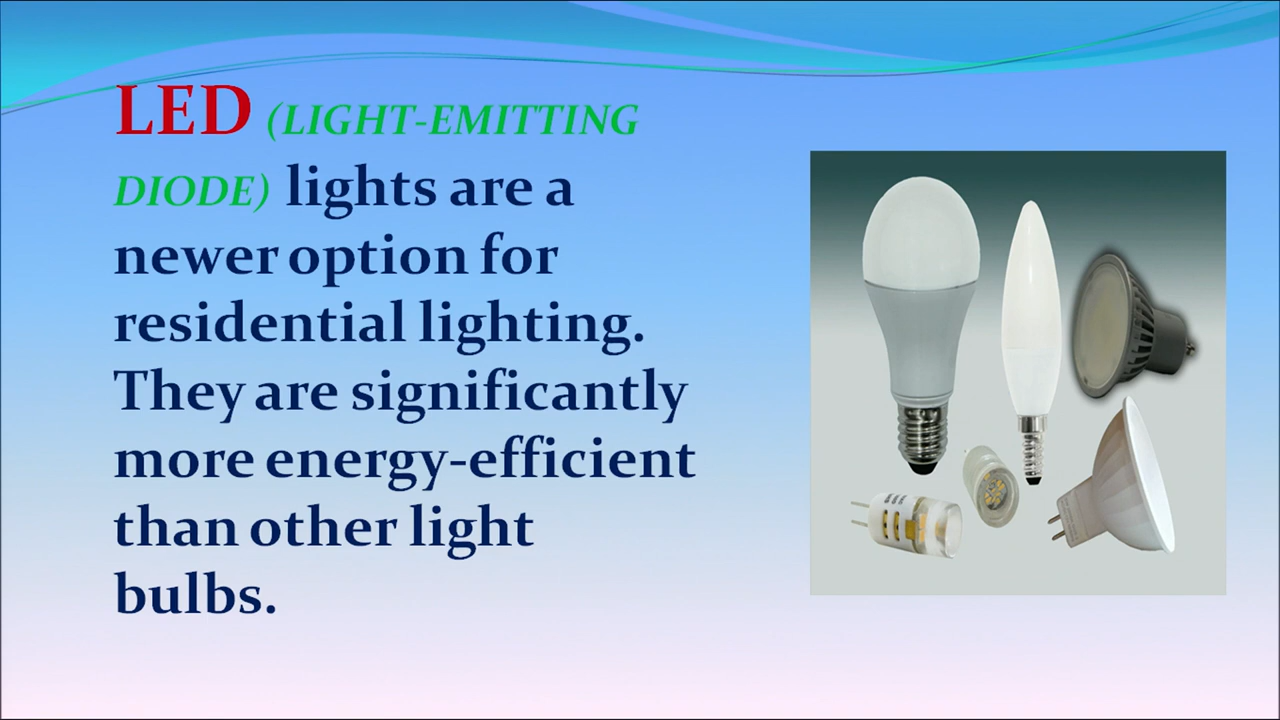 LED (LIGHT-EMITTING
DIODE) lights are a
newer option for
residential lighting.
They are significantly
more energy-efficient
than other light
bulbs.